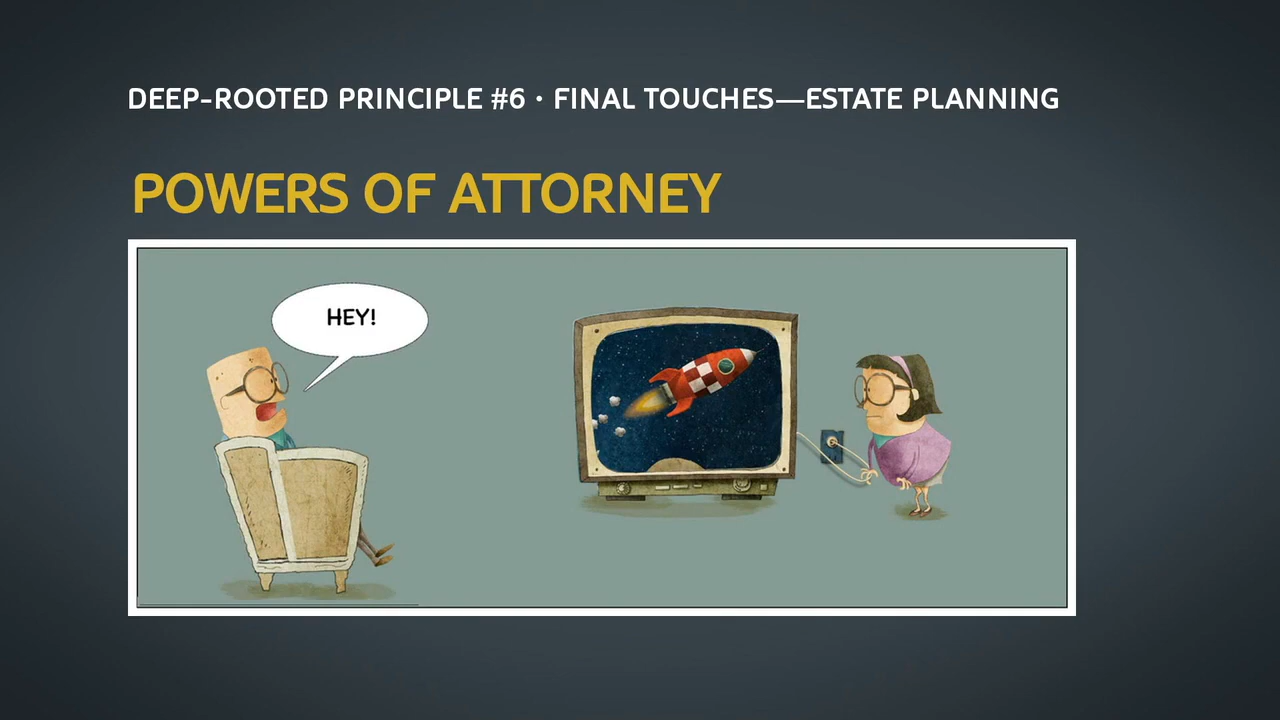 DEEP-ROOTED PRINCIPLE #6 • FINAL TOUCHES—ESTATE PLANNING
POWERS OF ATTORNEY
HEY!